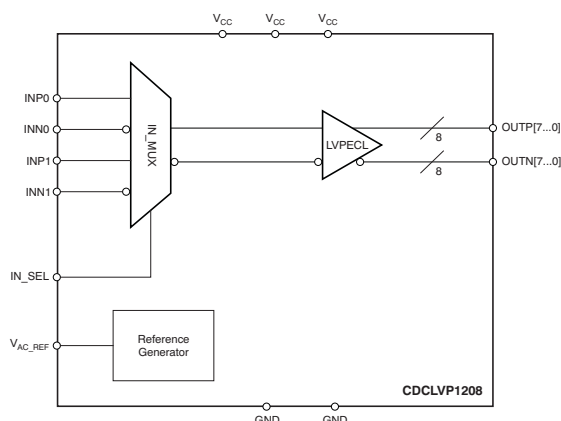 VCC VCC VCC
INP0
INN0
INP1
INN1
IN_MUX
LVPECL
8
OUTP[7...0]
8
OUTN[7...0]
IN_SEL
VAC_REF
Reference
Generator
CDCLVP1208
GND GND